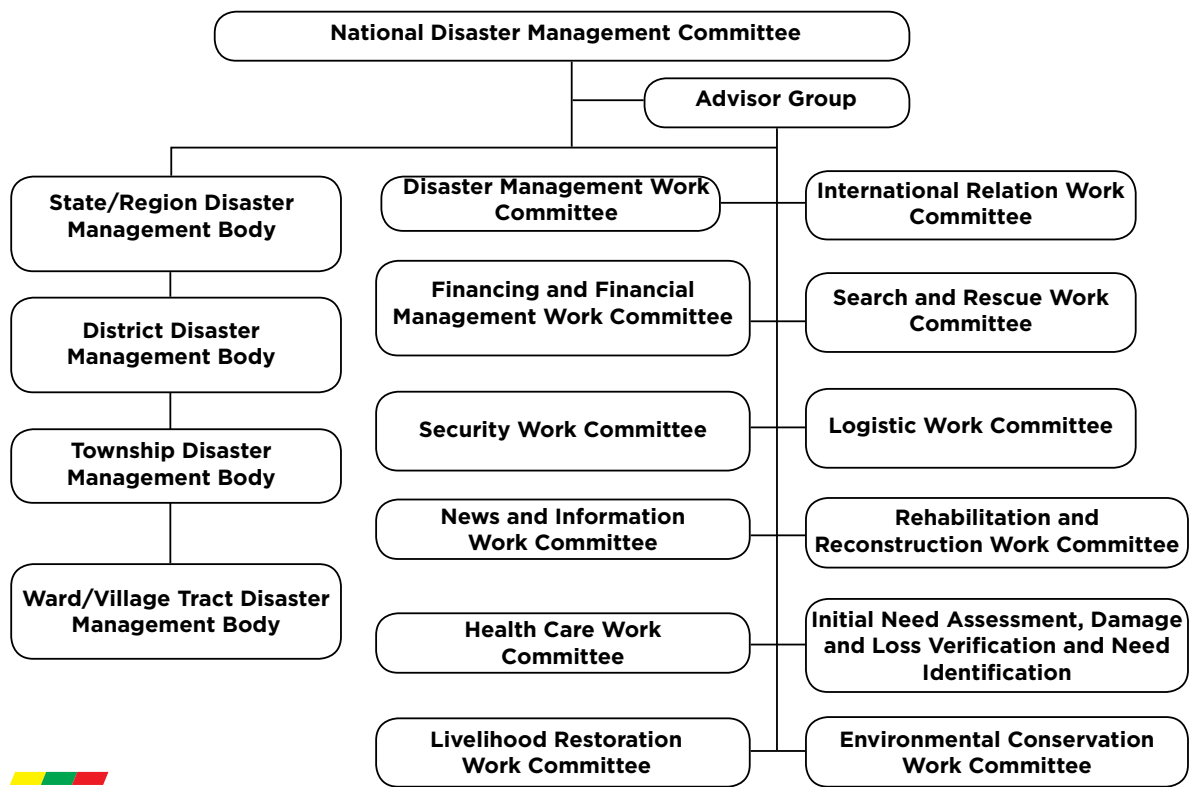 National Disaster Management Committee
Advisor Group
State/Region Disaster
Management Body
District Disaster
Management Body
Township Disaster
Management Body
Ward/Village Tract Disaster
Management Body
Disaster Management Work
Committee
International Relation Work
Committee
Financing and Financial
Management Work Committee
Search and Rescue Work
Committee
Security Work Committee
Logistic Work Committee
News and Information
Work Committee
Rehabilitation and
Reconstruction Work Committee
Health Care Work
Committee
Initial Need Assessment, Damage
and Loss Verification and Need
Identification
Livelihood Restoration
Work Committee
Environmental Conservation
Work Committee